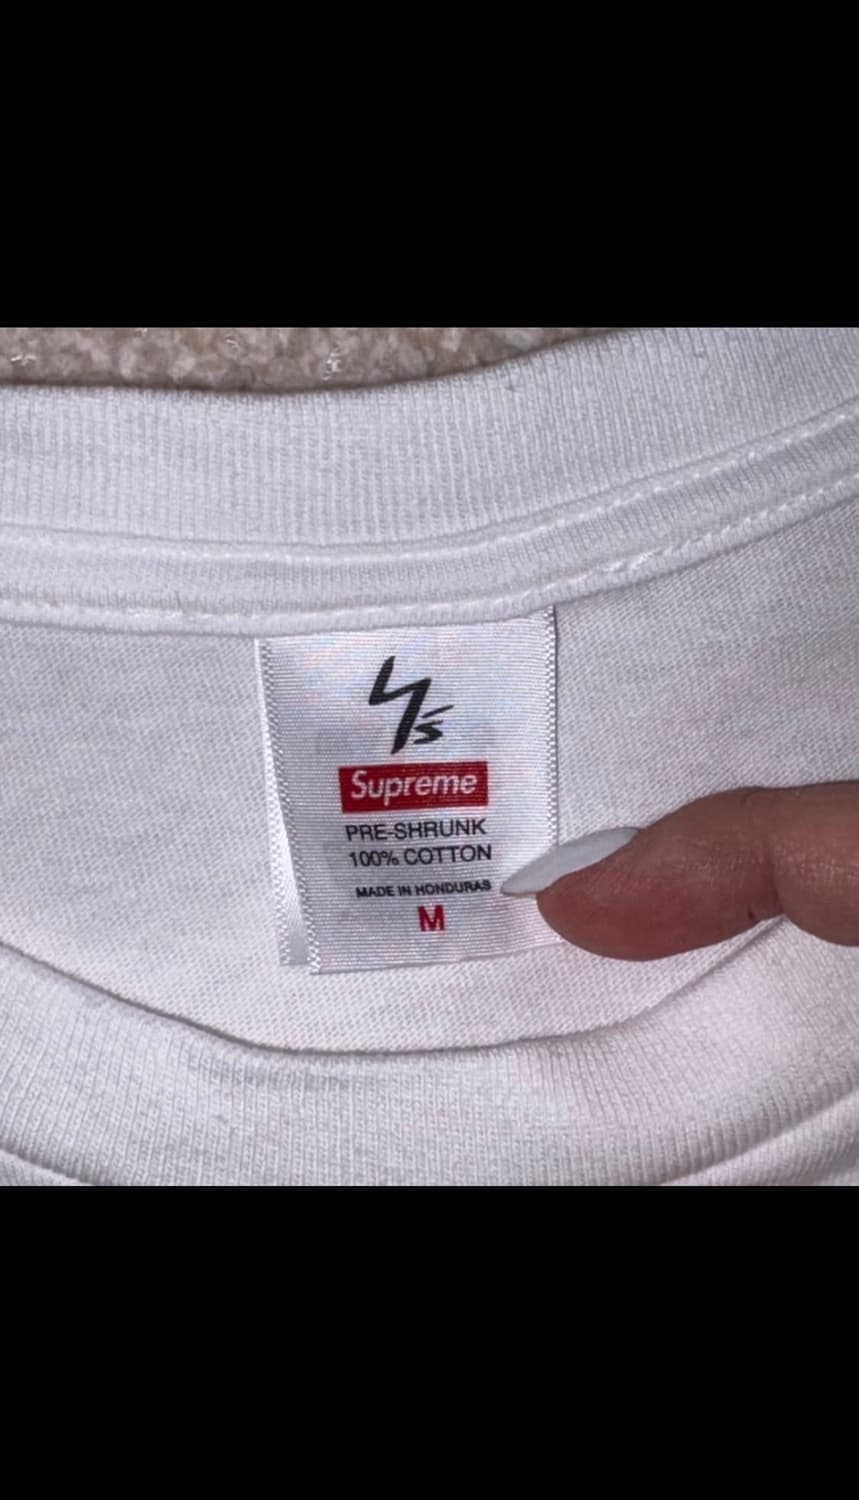 Y's
Supreme
PRE-SHRUNK
100% COTTON
MADE IN HONDURAS
M